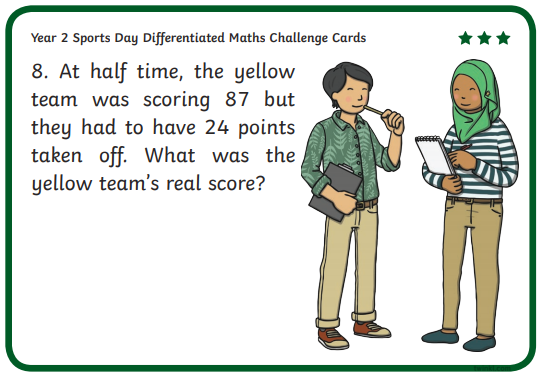 Year 2 Sports Day Differentiated Maths Challenge Cards
8. At half time, the yellow
team was scoring 87 but
they had to have 24 points
taken off. What was the
yellow team's real score?